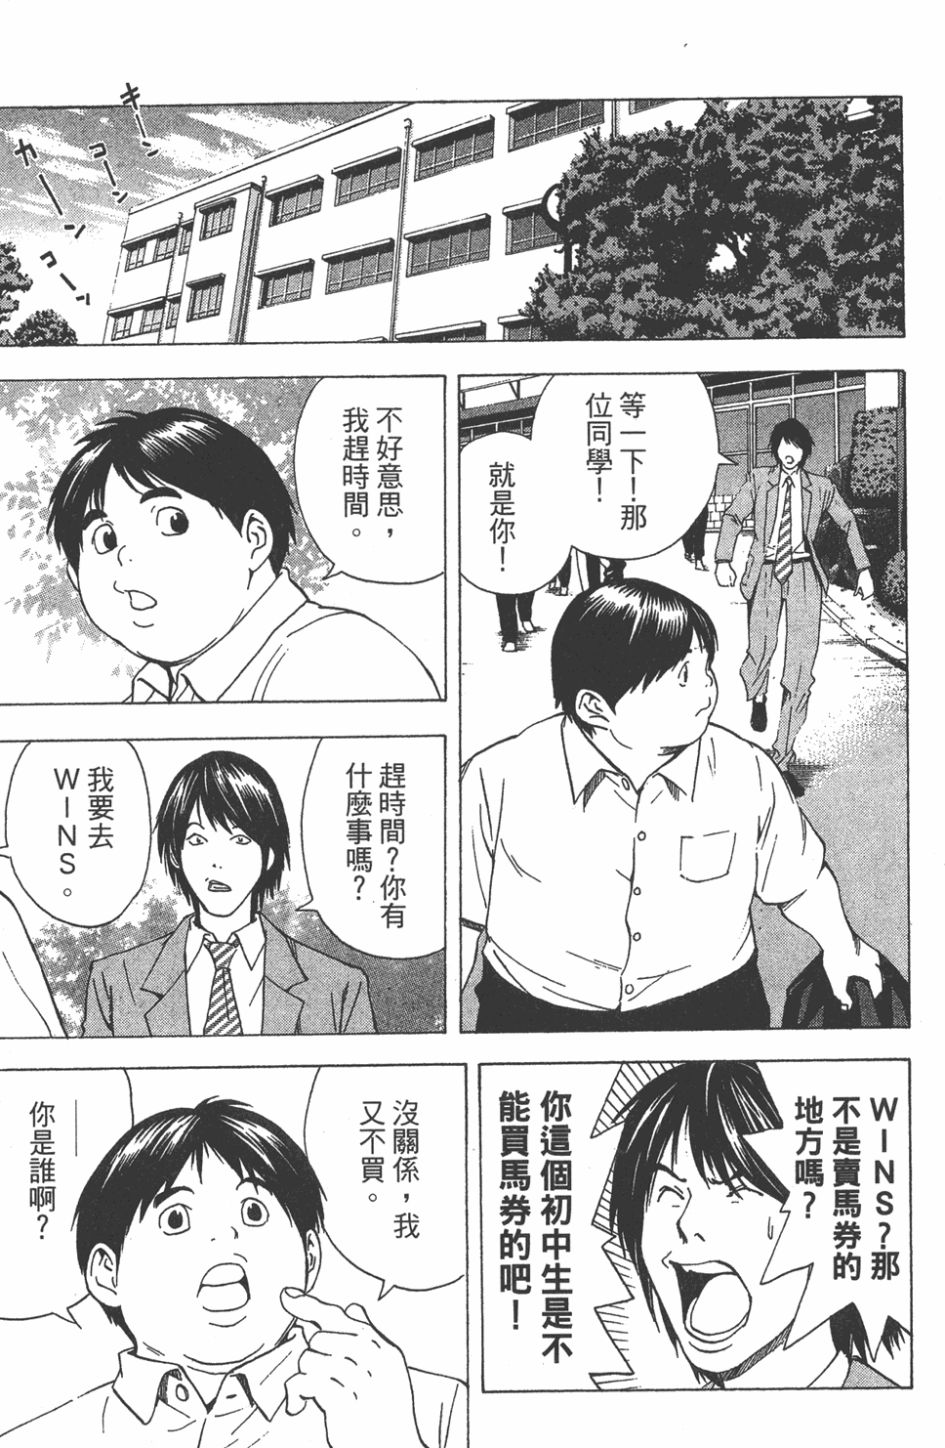 キーン
コーン
カーン
コーン
等一下！那
位同學！
就是你！
不好意思，
我趕時間。
趕時間？你有
什麼事嗎？
我要去
WINS。
WINS？那
不是賣馬券的
地方嗎？
你這個初中生是不
能買馬券的吧！
沒關係，我
又不買。
——
你是誰啊？